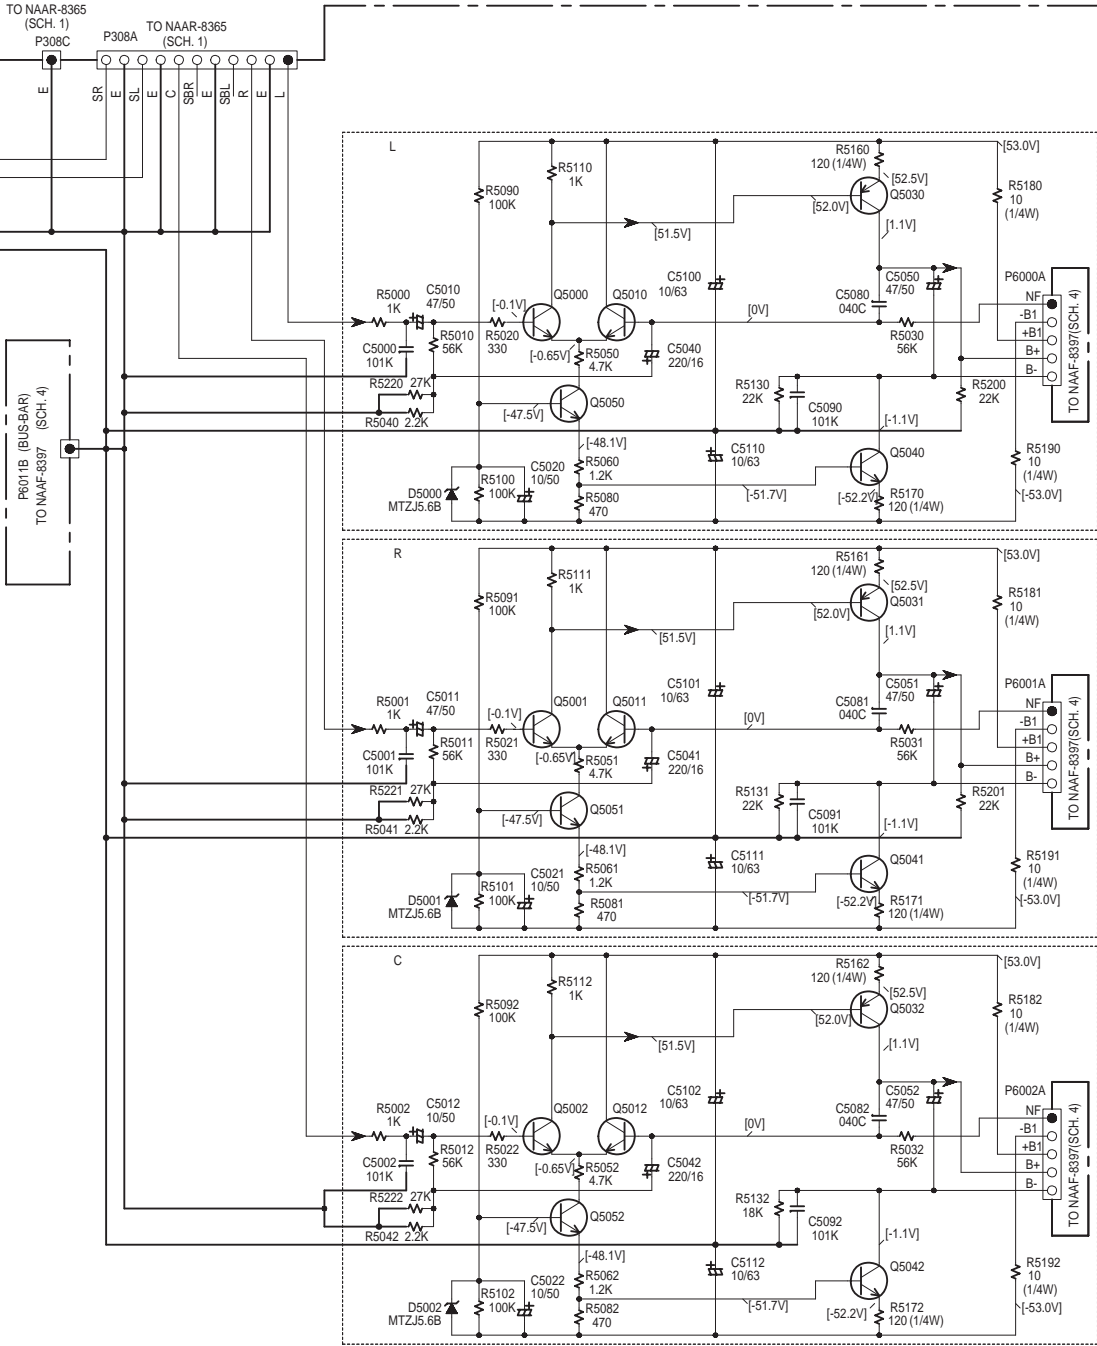 TO NAAR-8365
(SCH. 1)
P308C
P308A
TO NAAR-8365
(SCH. 1)
E
SR
E
SL
E
C
SBR
E
SBL
R
E
L
P6011B (BUS-BAR)
TO NAAF-8397 (SCH. 4)
L
R5090
100K
R5110
1K
R5160
120 (1/4W)
[53.0V]
[52.5V]
Q5030
[52.0V]
R5180
10
(1/4W)
[51.5V]
[1.1V]
R5000
1K
C5010
47/50
[-0.1V]
Q5000
Q5010
C5100
10/63
[0V]
C5080
040C
C5050
47/50
P6000A
NF
-B1
+B1
B+
B-
TO NAAF-8397(SCH. 4)
C5000
101K
R5010
56K
R5020
330
[-0.65V]
R5050
4.7K
C5040
220/16
R5030
56K
R5220
27K
R5040 2.2K
[-47.5V]
Q5050
R5130
22K
C5090
101K
R5200
22K
[-1.1V]
[-48.1V]
R5060
1.2K
C5110
10/63
Q5040
R5190
10
(1/4W)
D5000
MTZJ5.6B
R5100
100K
C5020
10/50
R5080
470
[-51.7V]
[-52.2V]
R5170
120 (1/4W)
[-53.0V]
R
R5091
100K
R5111
1K
R5161
120 (1/4W)
[53.0V]
[52.5V]
Q5031
[52.0V]
R5181
10
(1/4W)
[51.5V]
[1.1V]
R5001
1K
C5011
47/50
[-0.1V]
Q5001
Q5011
C5101
10/63
[0V]
C5081
040C
C5051
47/50
P6001A
NF
-B1
+B1
B+
B-
TO NAAF-8397(SCH. 4)
C5001
101K
R5011
56K
R5021
330
[-0.65V]
R5051
4.7K
C5041
220/16
R5031
56K
R5221
27K
R5041 2.2K
[-47.5V]
Q5051
R5131
22K
C5091
101K
R5201
22K
[-1.1V]
[-48.1V]
R5061
1.2K
C5111
10/63
Q5041
R5191
10
(1/4W)
D5001
MTZJ5.6B
R5101
100K
C5021
10/50
R5081
470
[-51.7V]
[-52.2V]
R5171
120 (1/4W)
[-53.0V]
C
R5092
100K
R5112
1K
R5162
120 (1/4W)
[53.0V]
[52.5V]
Q5032
[52.0V]
R5182
10
(1/4W)
[51.5V]
[1.1V]
R5002
1K
C5012
10/50
[-0.1V]
Q5002
Q5012
C5102
10/63
[0V]
C5082
040C
C5052
47/50
P6002A
NF
-B1
+B1
B+
B-
TO NAAF-8397(SCH. 4)
C5002
101K
R5012
56K
R5022
330
[-0.65V]
R5052
4.7K
C5042
220/16
R5032
56K
R5222
27K
R5042 2.2K
[-47.5V]
Q5052
R5132
18K
C5092
101K
[-1.1V]
[-48.1V]
R5062
1.2K
C5112
10/63
Q5042
R5192
10
(1/4W)
D5002
MTZJ5.6B
R5102
100K
C5022
10/50
R5082
470
[-51.7V]
[-52.2V]
R5172
120 (1/4W)
[-53.0V]